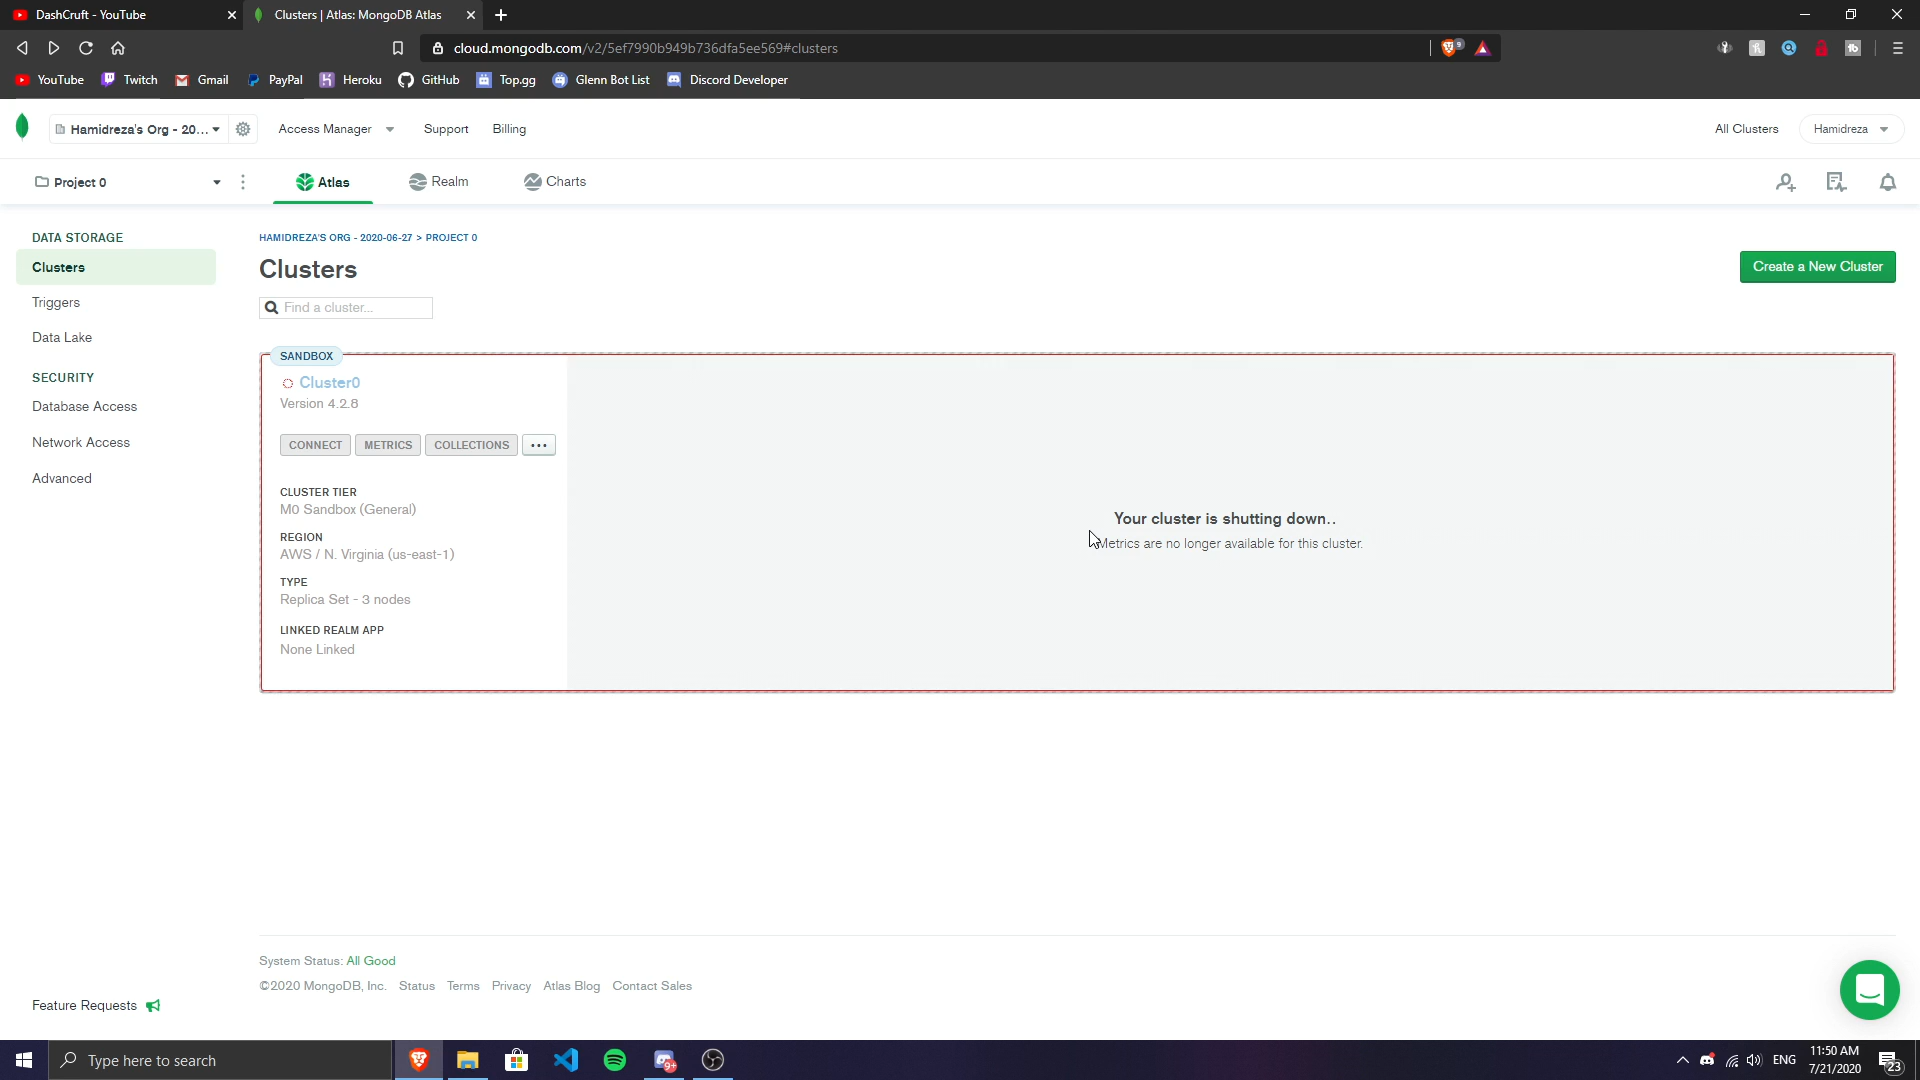 DashCruft - YouTube
Clusters | Atlas: MongoDB Atlas
cloud.mongodb.com/v2/5ef7990b949b736dfa5ee569#clusters
9
YouTube
Twitch
Gmail
PayPal
Heroku
GitHub
Top.gg
Glenn Bot List
Discord Developer
Hamidreza's Org - 20...
Access Manager
Support
Billing
All Clusters
Hamidreza
Project 0
Atlas
Realm
Charts
DATA STORAGE
Clusters
Triggers
Data Lake
SECURITY
Database Access
Network Access
Advanced
Feature Requests
HAMIDREZA'S ORG - 2020-06-27 > PROJECT 0
Clusters
Create a New Cluster
Find a cluster...
SANDBOX
Cluster0
Version 4.2.8
CONNECT
METRICS
COLLECTIONS
...
CLUSTER TIER
M0 Sandbox (General)
REGION
AWS / N. Virginia (us-east-1)
TYPE
Replica Set - 3 nodes
LINKED REALM APP
None Linked
Your cluster is shutting down..
Metrics are no longer available for this cluster.
System Status: All Good
©2020 MongoDB, Inc. Status Terms Privacy Atlas Blog Contact Sales
Type here to search
9+
ENG
11:50 AM
7/21/2020
23